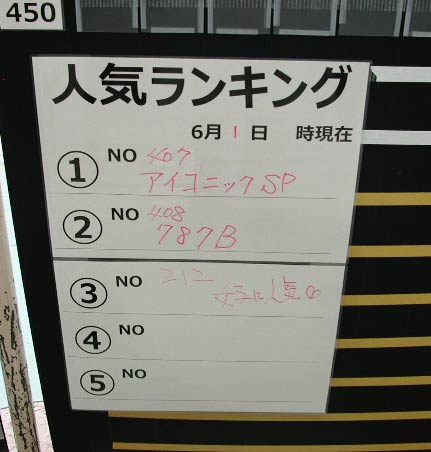 450
人気ランキング
6月1日 時現在
① NO 407
アイコニックSP
② NO 408
787B
③ NO 212
女子に人気♡
④ NO
⑤ NO